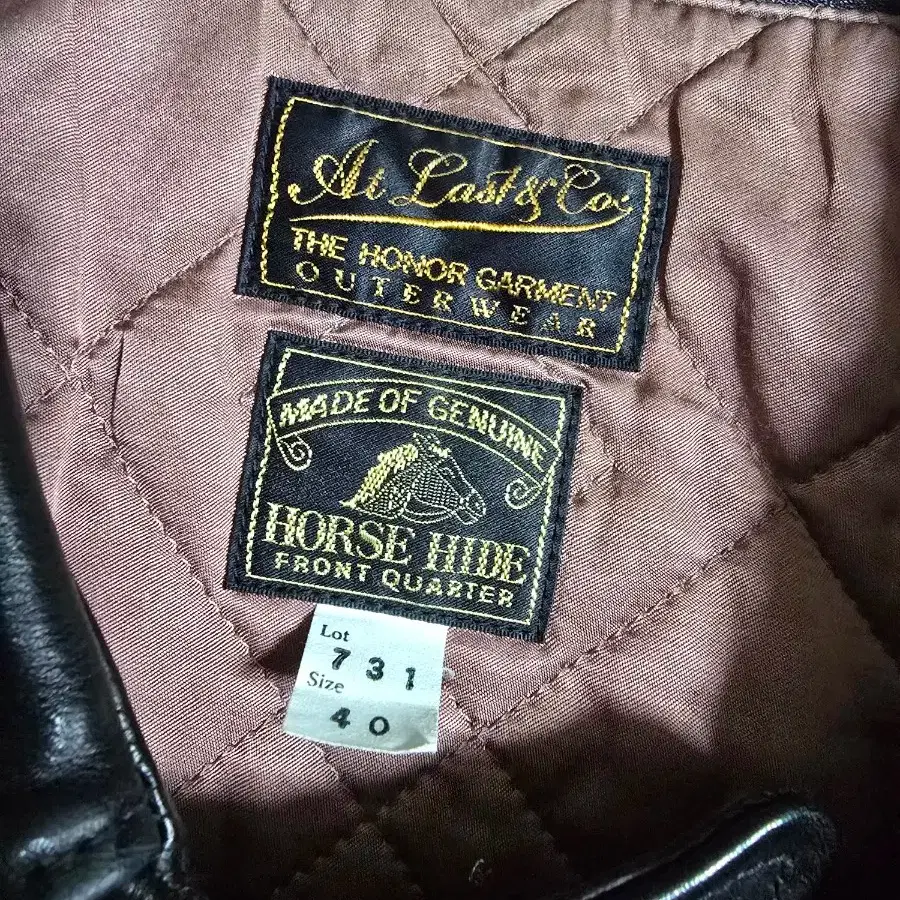 At Last & Co.
THE HONOR GARMENT
OUTERWEAR
MADE OF GENUINE
HORSE HIDE
FRONT QUARTER
Lot
731
Size
40